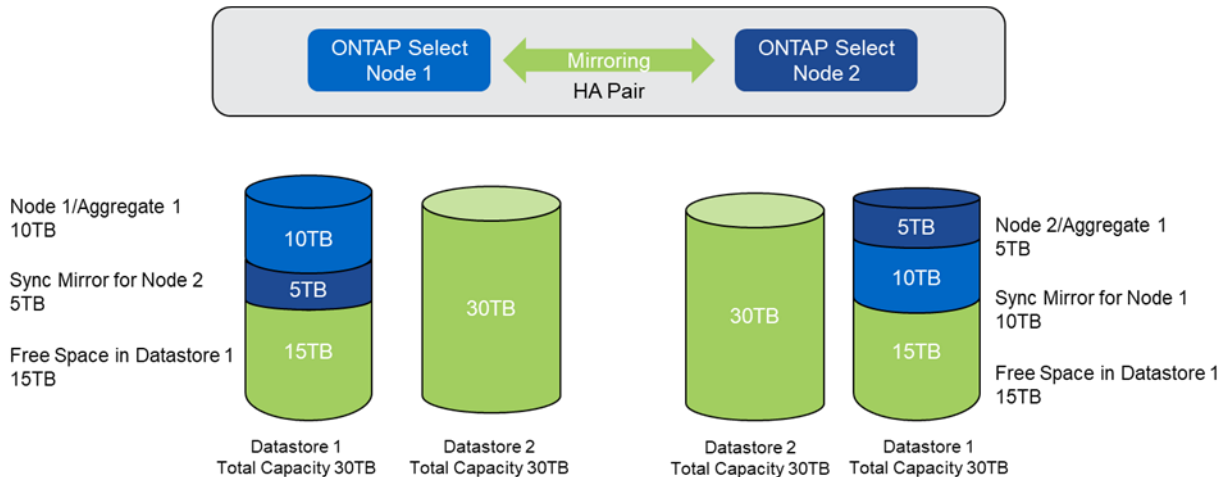 ONTAP Select
Node 1
Mirroring
HA Pair
ONTAP Select
Node 2
Node 1/Aggregate 1
10TB
Sync Mirror for Node 2
5TB
Free Space in Datastore 1
15TB
10TB
5TB
15TB
Datastore 1
Total Capacity 30TB
30TB
Datastore 2
Total Capacity 30TB
30TB
Datastore 2
Total Capacity 30TB
5TB
10TB
15TB
Datastore 1
Total Capacity 30TB
Node 2/Aggregate 1
5TB
Sync Mirror for Node 1
10TB
Free Space in Datastore 1
15TB